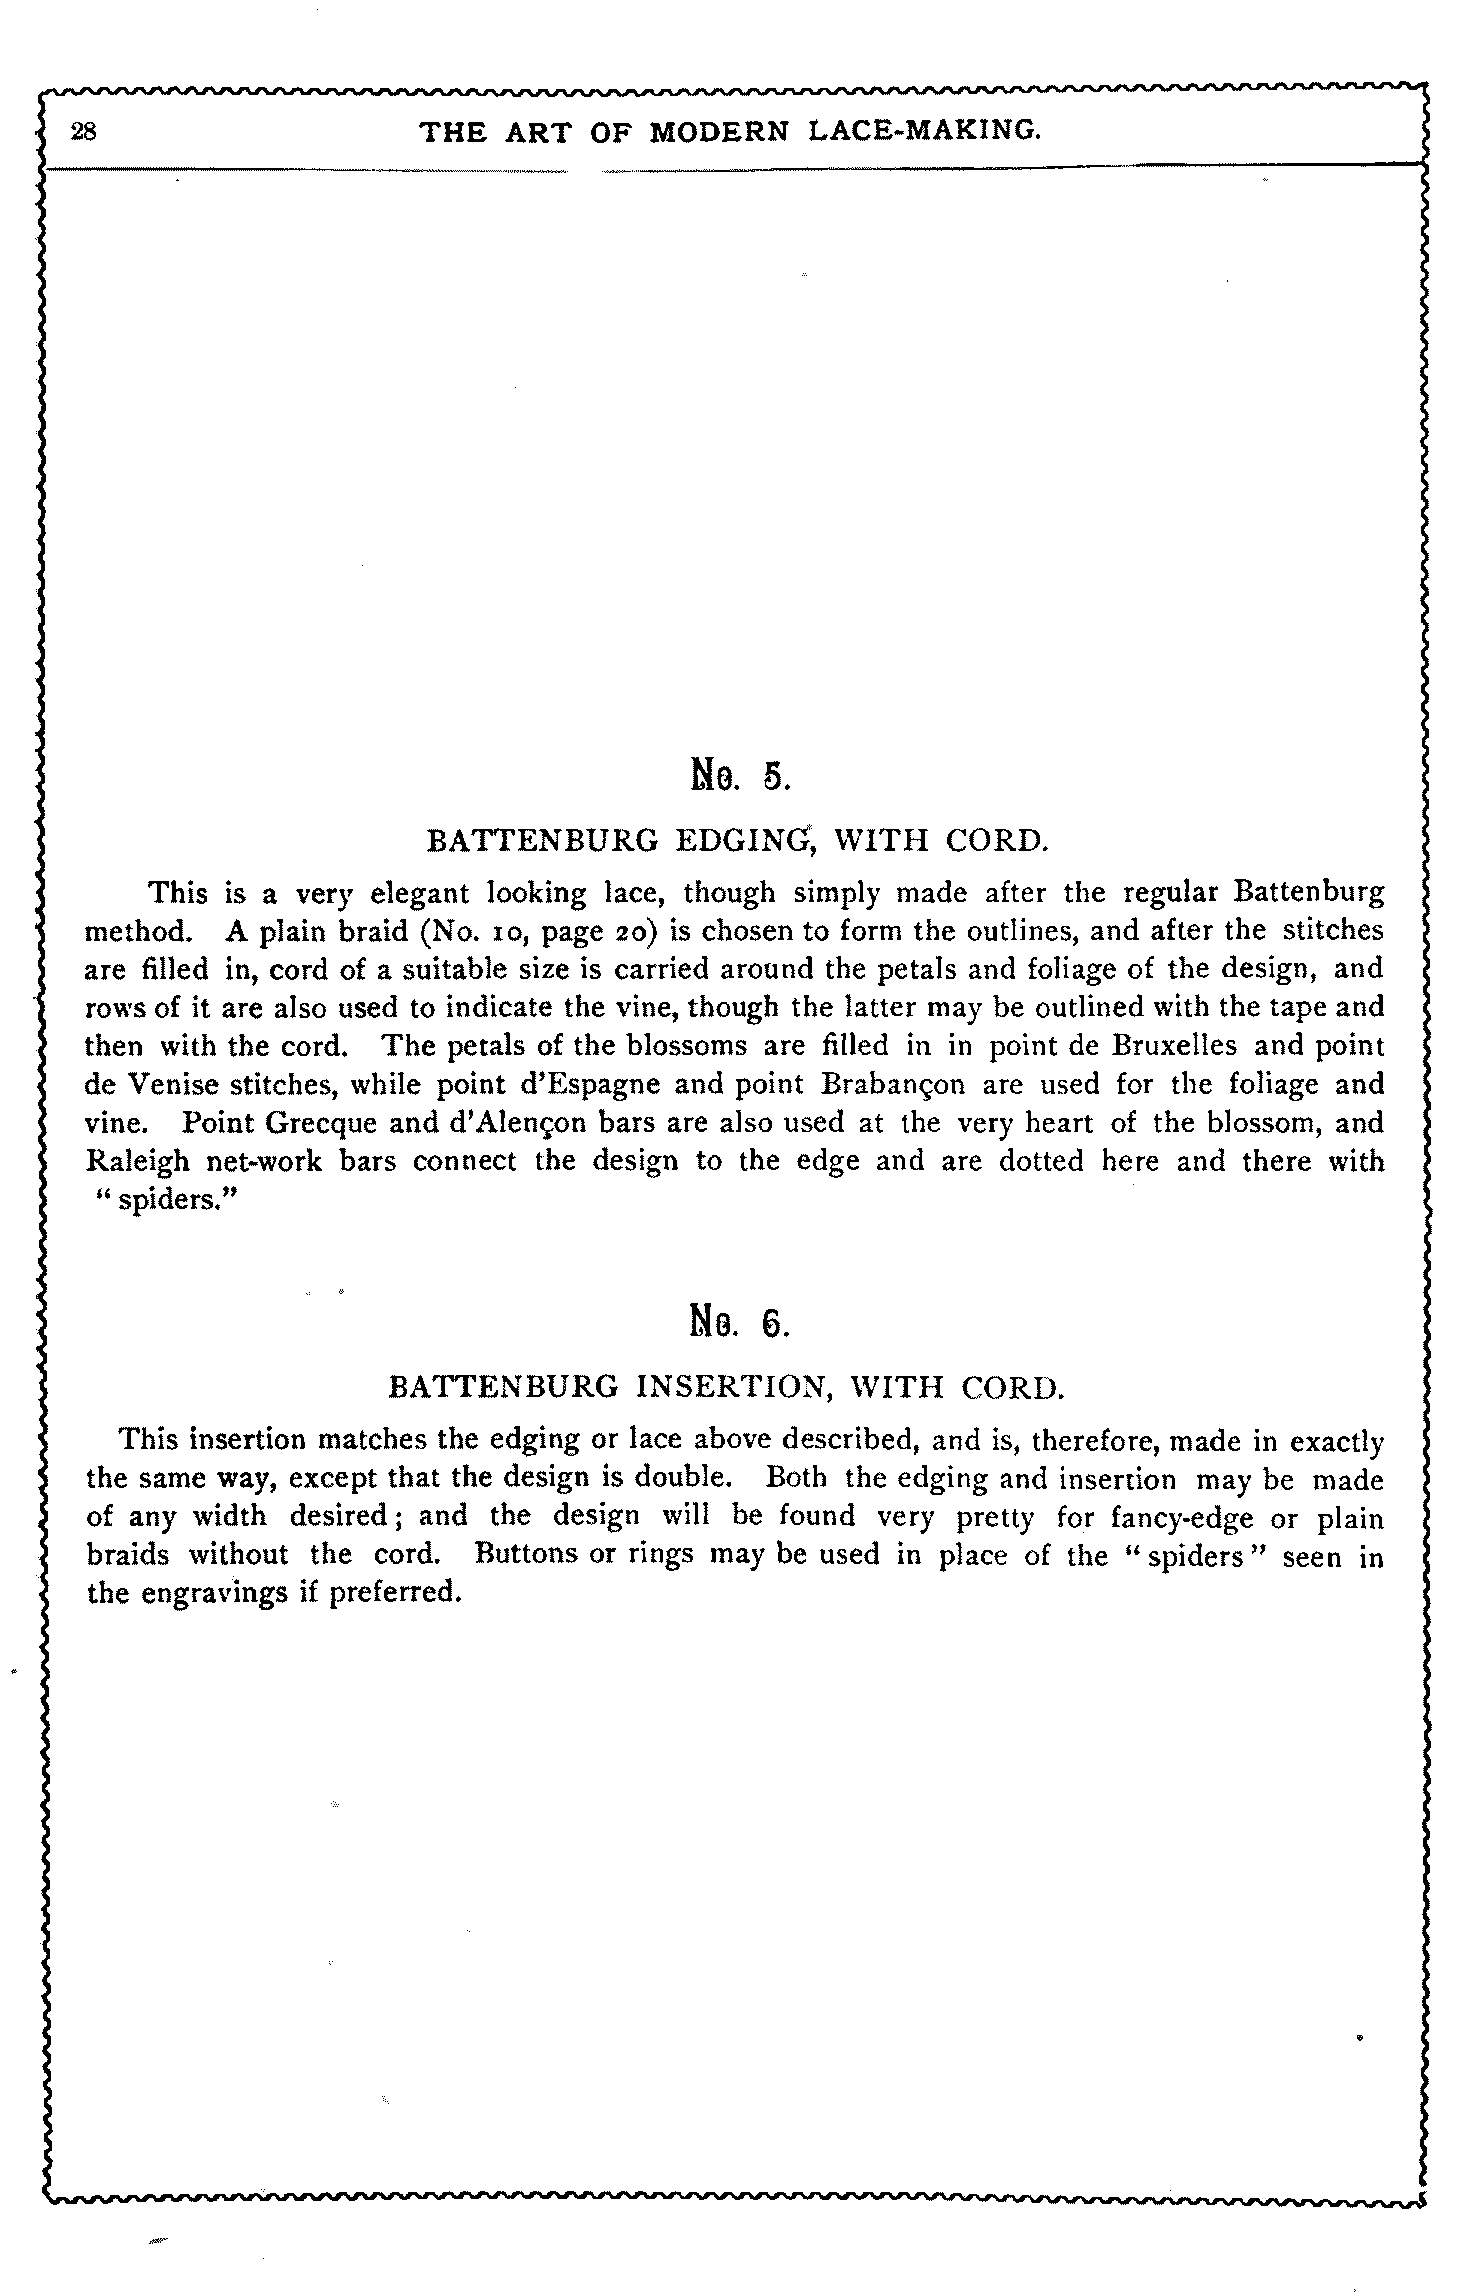 28
THE ART OF MODERN LACE-MAKING.
No. 5.
BATTENBURG EDGING, WITH CORD.
This is a very elegant looking lace, though simply made after the regular Battenburg
method. A plain braid (No. 10, page 20) is chosen to form the outlines, and after the stitches
are filled in, cord of a suitable size is carried around the petals and foliage of the design, and
rows of it are also used to indicate the vine, though the latter may be outlined with the tape and
then with the cord. The petals of the blossoms are filled in in point de Bruxelles and point
de Venise stitches, while point d'Espagne and point Brabançon are used for the foliage and
vine. Point Grecque and d'Alençon bars are also used at the very heart of the blossom, and
Raleigh net-work bars connect the design to the edge and are dotted here and there with
“ spiders.”
No. 6.
BATTENBURG INSERTION, WITH CORD.
This insertion matches the edging or lace above described, and is, therefore, made in exactly
the same way, except that the design is double. Both the edging and insertion may be made
of any width desired; and the design will be found very pretty for fancy-edge or plain
braids without the cord. Buttons or rings may be used in place of the “ spiders ” seen in
the engravings if preferred.